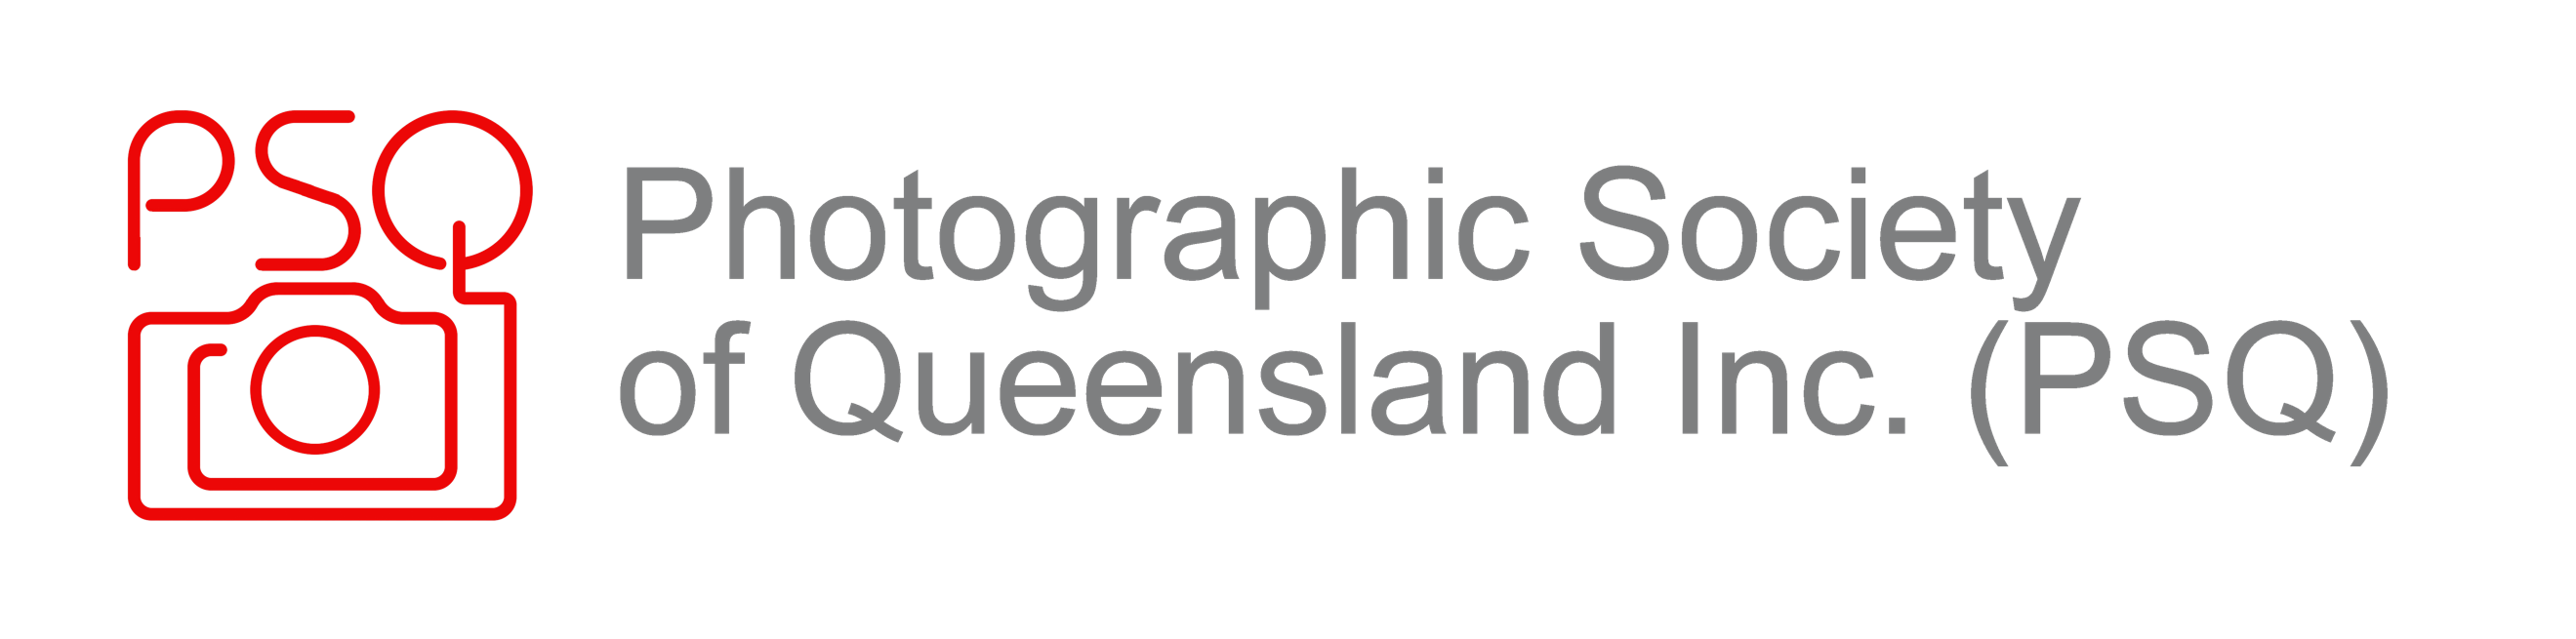 PSQ
Photographic Society
of Queensland Inc. (PSQ)